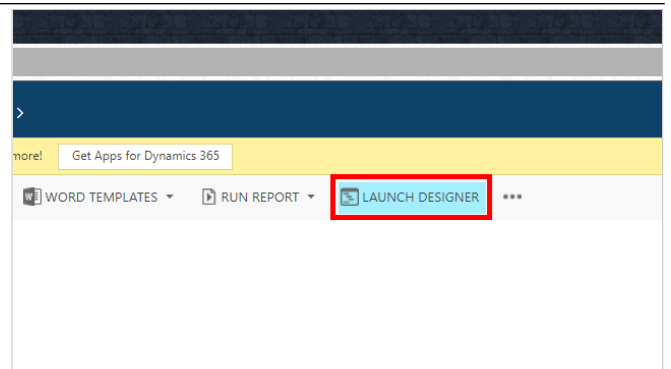 >
more! Get Apps for Dynamics 365
WORD TEMPLATES RUN REPORT LAUNCH DESIGNER •••